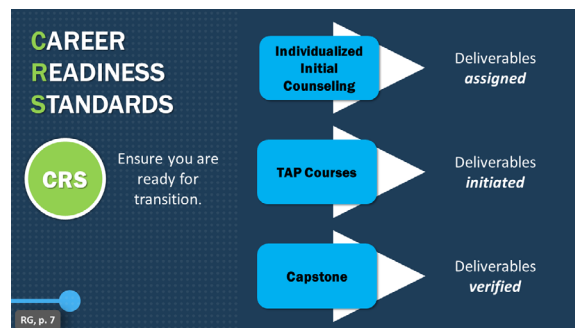 CAREER
READINESS
STANDARDS
CRS
Ensure you are
ready for
transition.
Individualized
Initial
Counseling
Deliverables
assigned
TAP Courses
Deliverables
initiated
Capstone
Deliverables
verified
RG, p. 7